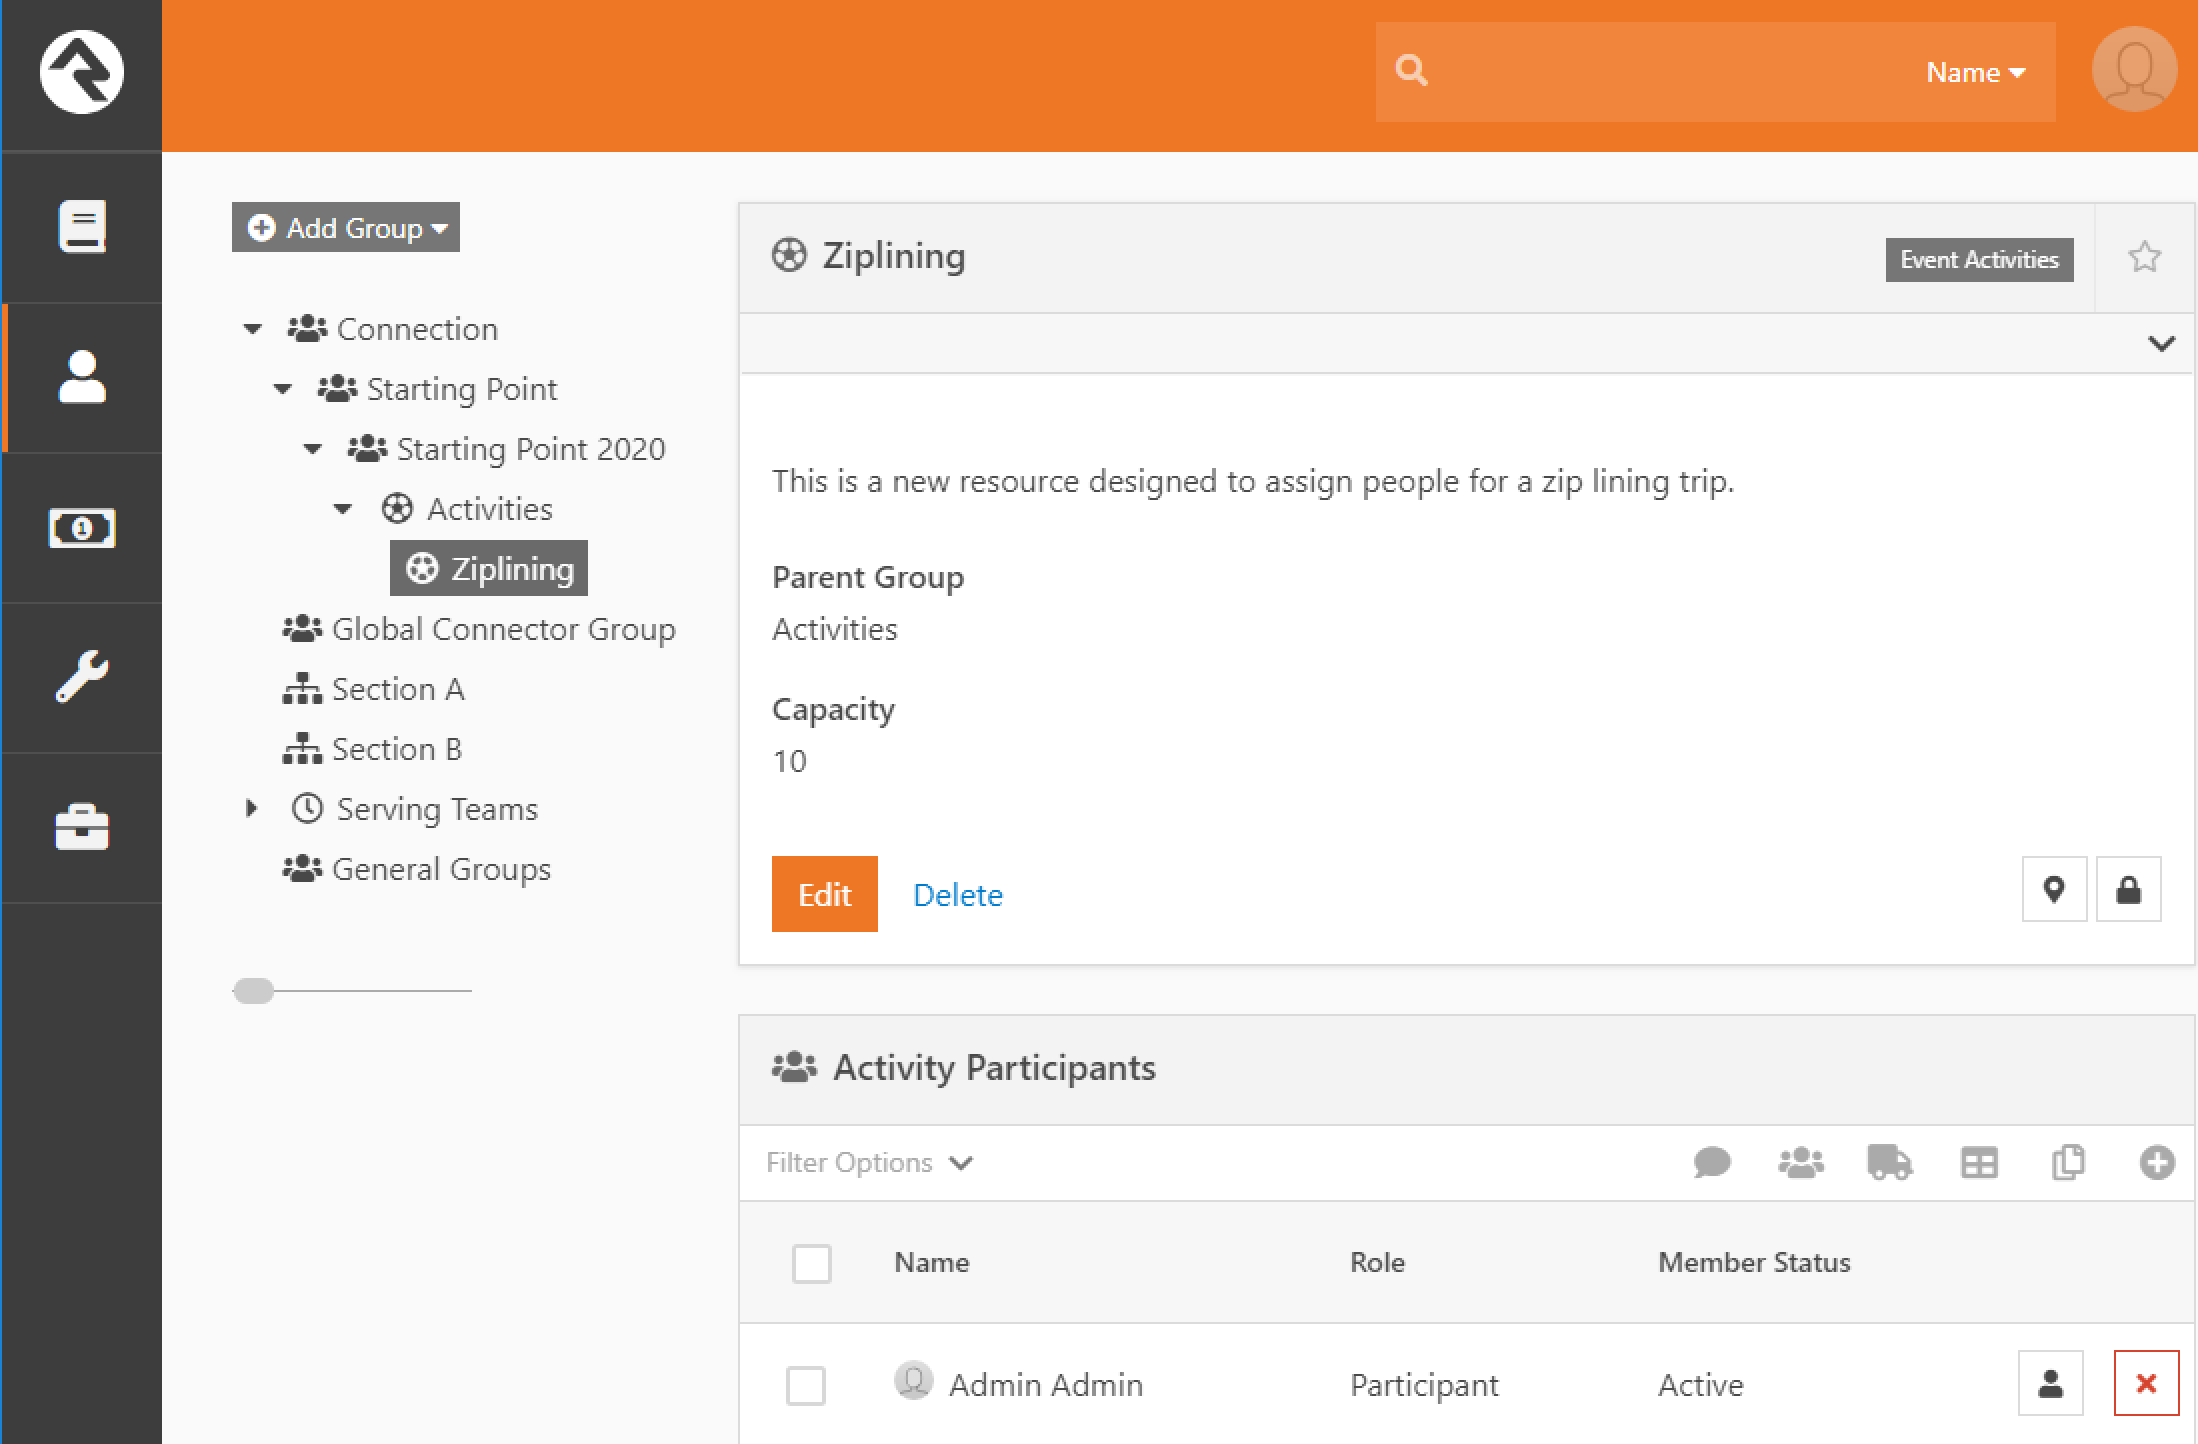 Name
Add Group
Connection
Starting Point
Starting Point 2020
Activities
Ziplining
Global Connector Group
Section A
Section B
Serving Teams
General Groups
Ziplining
Event Activities
This is a new resource designed to assign people for a zip lining trip.
Parent Group
Activities
Capacity
10
Edit Delete
Activity Participants
Filter Options
Name Role Member Status
Admin Admin Participant Active